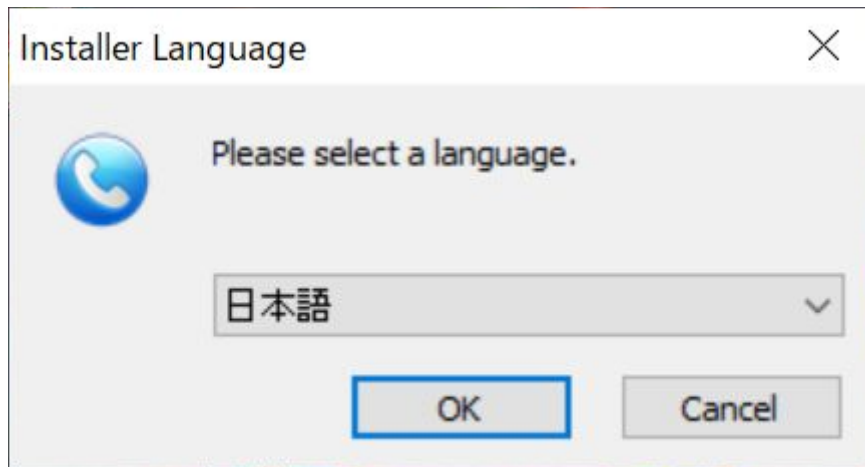 Installer Language
Please select a language.
日本語
OK
Cancel